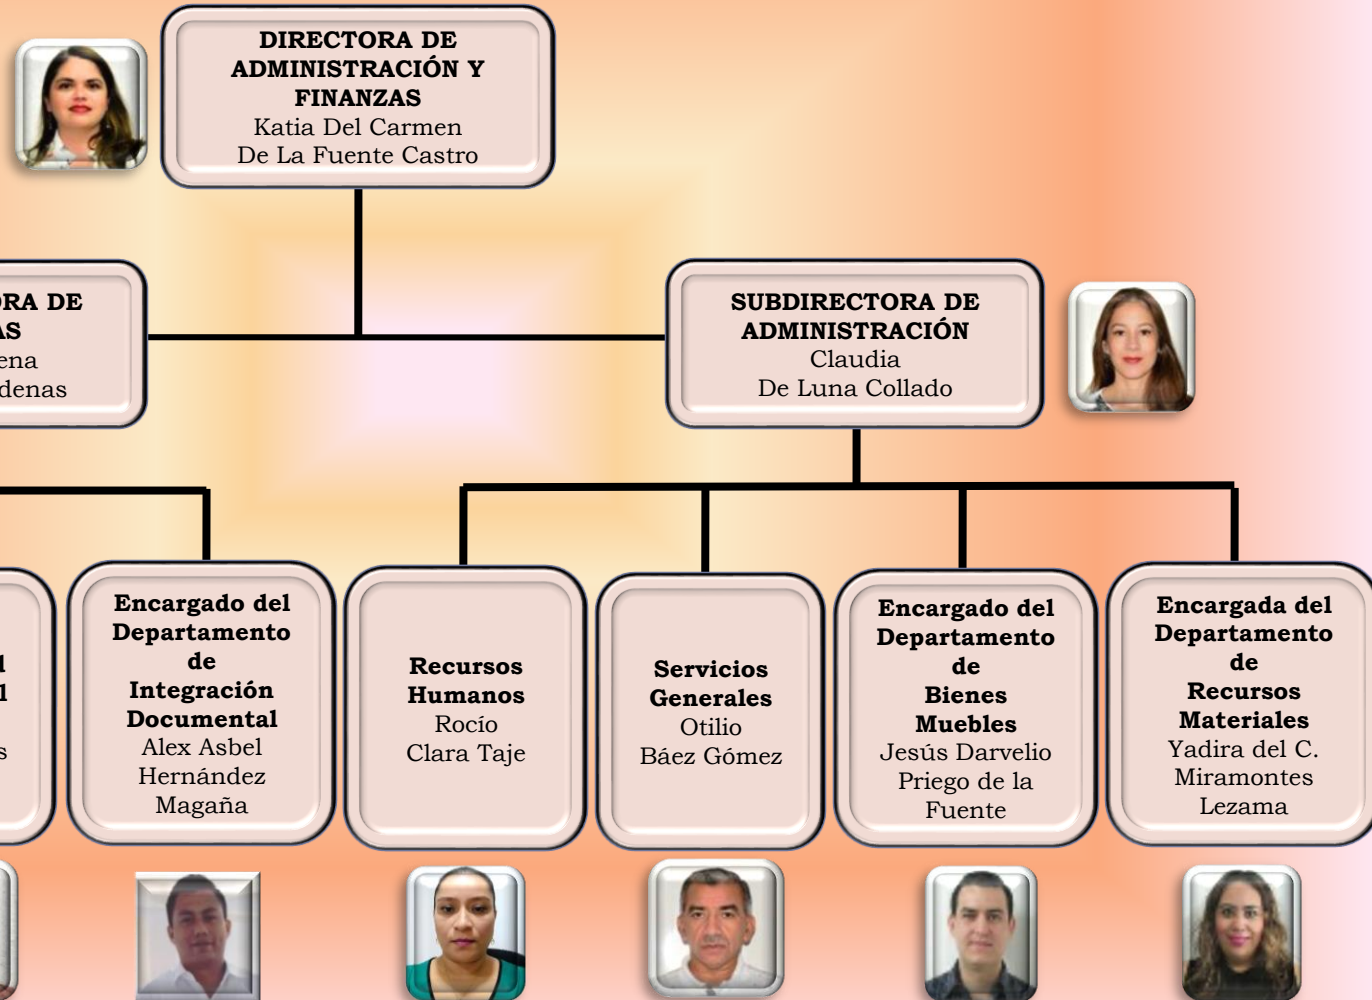 DIRECTORA DE
ADMINISTRACIÓN Y
FINANZAS
Katia Del Carmen
De La Fuente Castro
SUBDIRECTORA DE
ADMINISTRACIÓN
Claudia
De Luna Collado
Encargado del
Departamento
de
Integración
Documental
Alex Asbel
Hernández
Magaña
Recursos
Humanos
Rocío
Clara Taje
Servicios
Generales
Otilio
Báez Gómez
Encargado del
Departamento
de
Bienes
Muebles
Jesús Darvelio
Priego de la
Fuente
Encargada del
Departamento
de
Recursos
Materiales
Yadira del C.
Miramontes
Lezama